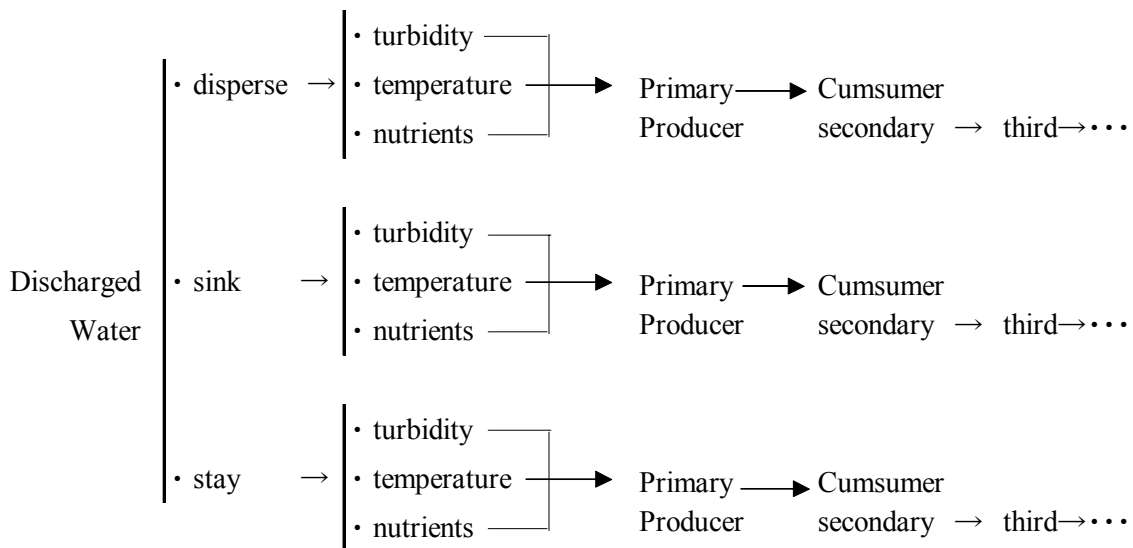 ・ turbidity
・ disperse → ・ temperature → Primary → Cumsumer
・ nutrients Producer secondary → third→・・・
・ turbidity
Discharged ・ sink → ・ temperature → Primary → Cumsumer
Water ・ nutrients Producer secondary → third→・・・
・ turbidity
・ stay → ・ temperature → Primary → Cumsumer
・ nutrients Producer secondary → third→・・・